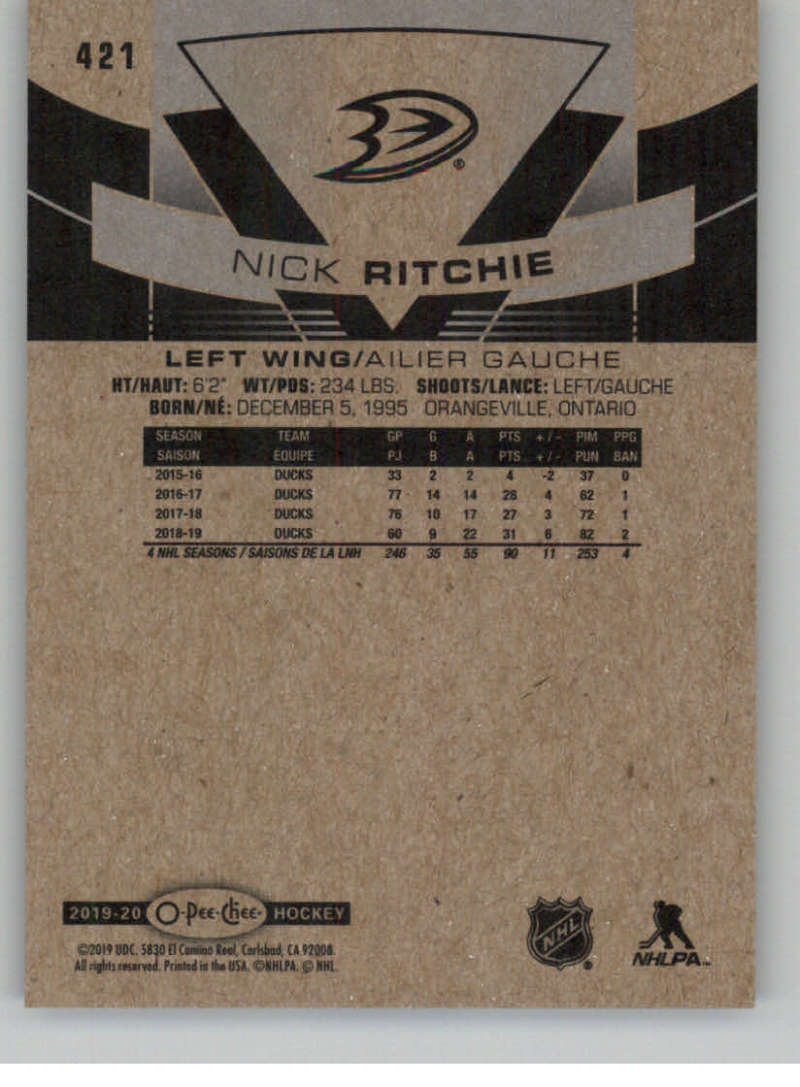 421
®
NICK RITCHIE
LEFT WING/AILIER GAUCHE
HT/HAUT: 6'2" WT/PDS: 234 LBS. SHOOTS/LANCE: LEFT/GAUCHE
BORN/NÉ: DECEMBER 5, 1995 ORANGEVILLE, ONTARIO
SEASON TEAM GP G A PTS +/- PIM PPG
SAISON ÉQUIPE PJ B A PTS +/- PUN BAN
2015-16 DUCKS 33 2 2 4 -2 37 0
2016-17 DUCKS 77 14 14 28 4 62 1
2017-18 DUCKS 76 10 17 27 3 72 1
2018-19 DUCKS 60 9 22 31 6 82 2
4 NHL SEASONS / SAISONS DE LA LNH 246 35 55 90 11 253 4
2019-20 O-Pee-Chee HOCKEY
©2019 UDC. 5830 El Camino Real, Carlsbad, CA 92008.
All rights reserved. Printed in the USA. ©NHLPA. © NHL.
NHL ®
NHLPA™